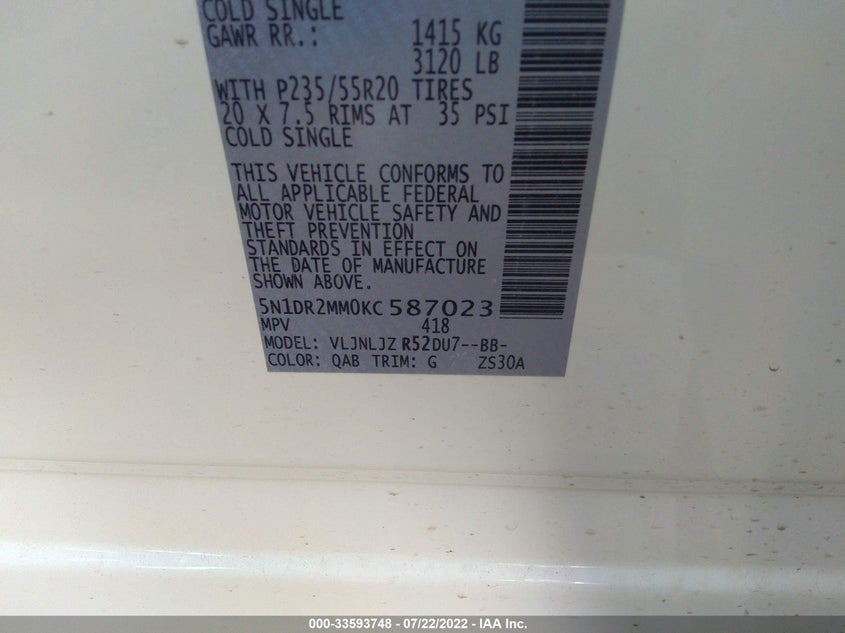 COLD SINGLE
GAWR RR.: 1415 KG
3120 LB
WITH P235/55R20 TIRES
20 X 7.5 RIMS AT 35 PSI
COLD SINGLE
THIS VEHICLE CONFORMS TO
ALL APPLICABLE FEDERAL
MOTOR VEHICLE SAFETY AND
THEFT PREVENTION
STANDARDS IN EFFECT ON
THE DATE OF MANUFACTURE
SHOWN ABOVE.
5N1DR2MM0KC587023
MPV 418
MODEL: VLJNLJZ R52DU7--BB-
COLOR: QAB TRIM: G ZS30A
000-33593748 - 07/22/2022 - IAA Inc.